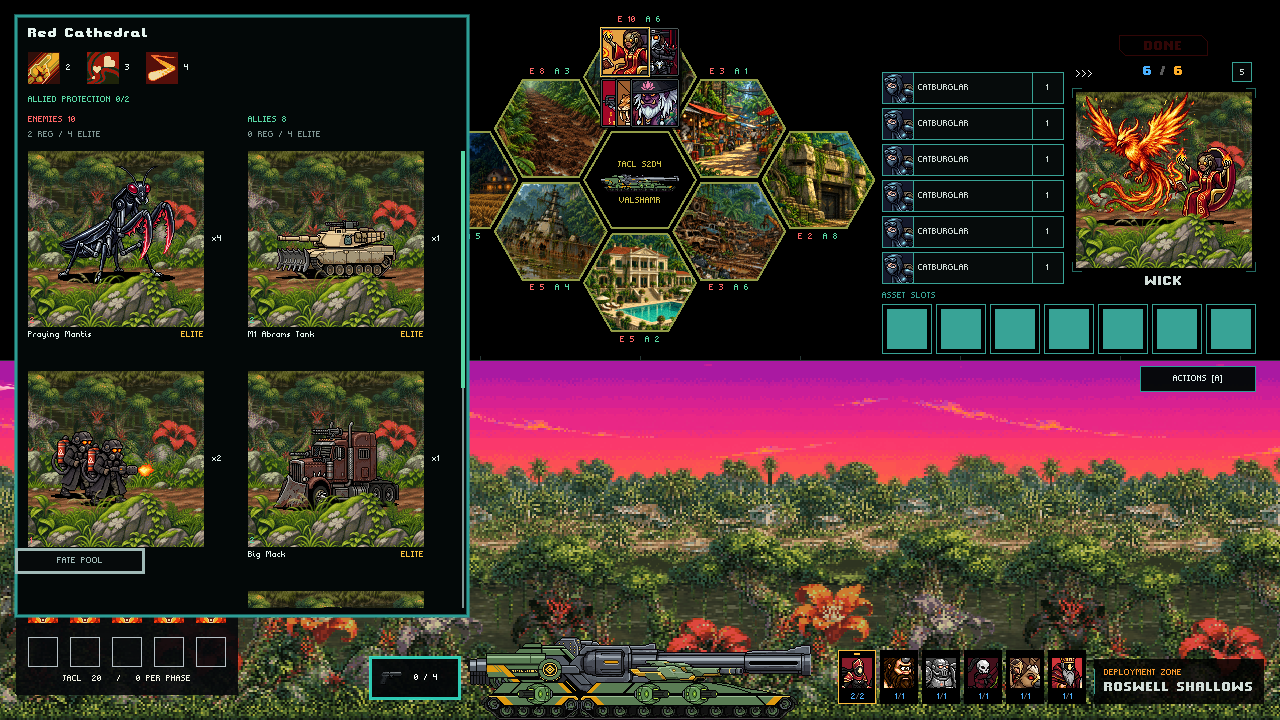 Red Cathedral
2
3
4
ALLIED PROTECTION 0/2
ENEMIES 10
2 REG / 4 ELITE
ALLIES 8
0 REG / 4 ELITE
x4
x1
Praying Mantis ELITE
M1 Abrams Tank ELITE
x2
x1
Big Mack ELITE
FATE POOL
JACL 20
0 PER PHASE
0 / 4
E 10 A 6
E 8 A 3
E 3 A 1
JACL S2D4
VALSHAMR
5
E 2 A 8
E 5 A 4
E 3 A 6
E 5 A 2
CATBURGLAR 1
CATBURGLAR 1
CATBURGLAR 1
CATBURGLAR 1
CATBURGLAR 1
CATBURGLAR 1
ASSET SLOTS
DONE
>>>
6 / 6
5
WICK
ACTIONS [A]
2/2
1/1
1/1
1/1
1/1
1/1
DEPLOYMENT ZONE
ROSWELL SHALLOWS